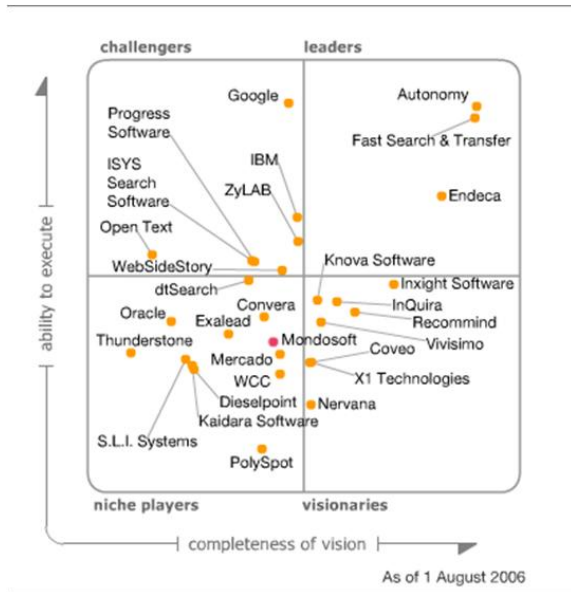 challengers
leaders
Google
Autonomy
Progress
Software
Fast Search & Transfer
IBM
ISYS
Search
Software
ZyLAB
Endeca
Open Text
WebSideStory
Knova Software
dtSearch
Inxight Software
Convera
InQuira
Oracle
Exalead
Recommind
Thunderstone
Mondosoft
Vivisimo
Coveo
Mercado
WCC
X1 Technologies
Dieselpoint
Nervana
Kaidara Software
S.L.I. Systems
PolySpot
niche players
visionaries
ability to execute
completeness of vision
As of 1 August 2006